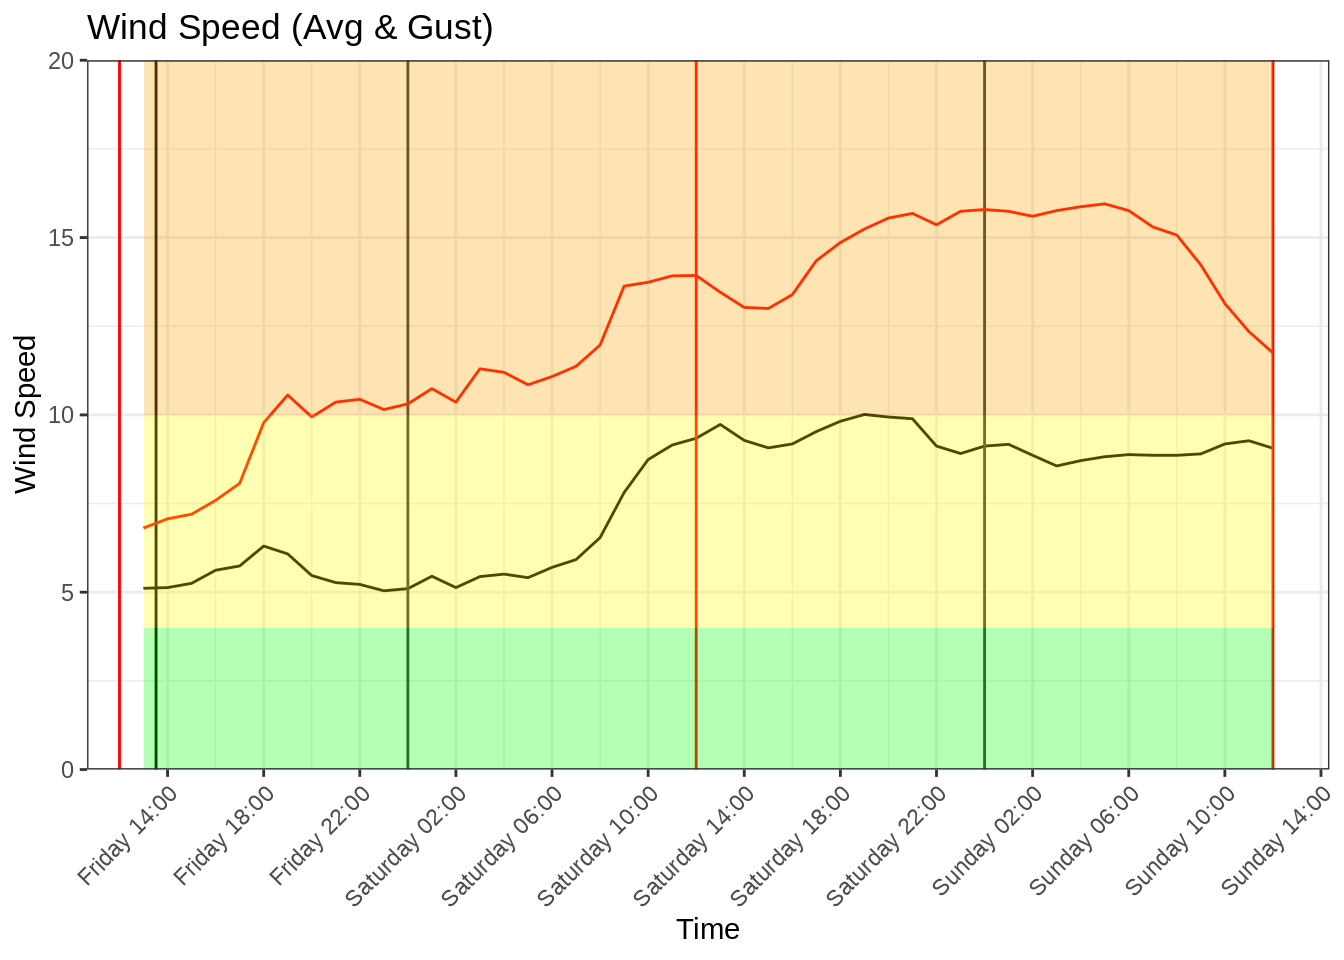 Wind Speed (Avg & Gust)
20
15
10
5
0
Wind Speed
Friday 14:00
Friday 18:00
Friday 22:00
Saturday 02:00
Saturday 06:00
Saturday 10:00
Saturday 14:00
Saturday 18:00
Saturday 22:00
Sunday 02:00
Sunday 06:00
Sunday 10:00
Sunday 14:00
Time